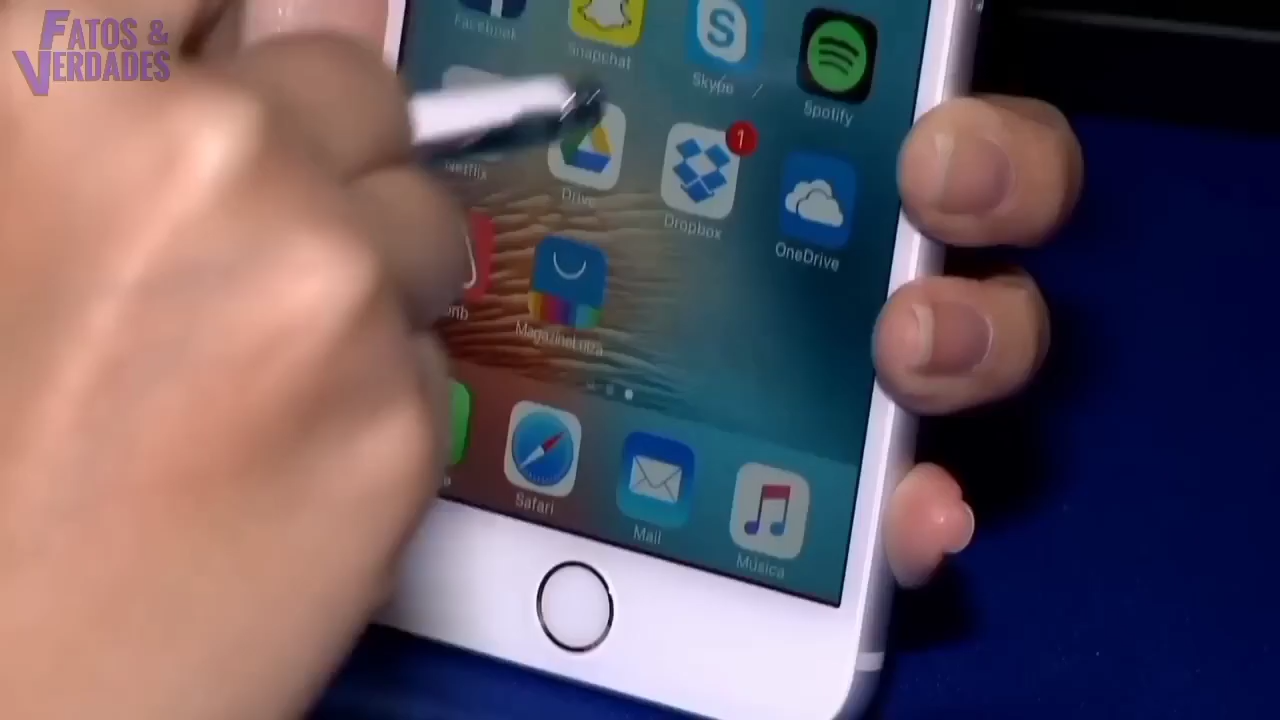 FATOS &
VERDADES
Facebook
Snapchat
Skype
Spotify
Netflix
Drive
1
Dropbox
OneDrive
MagazineLuiza
Safari
Mail
Música